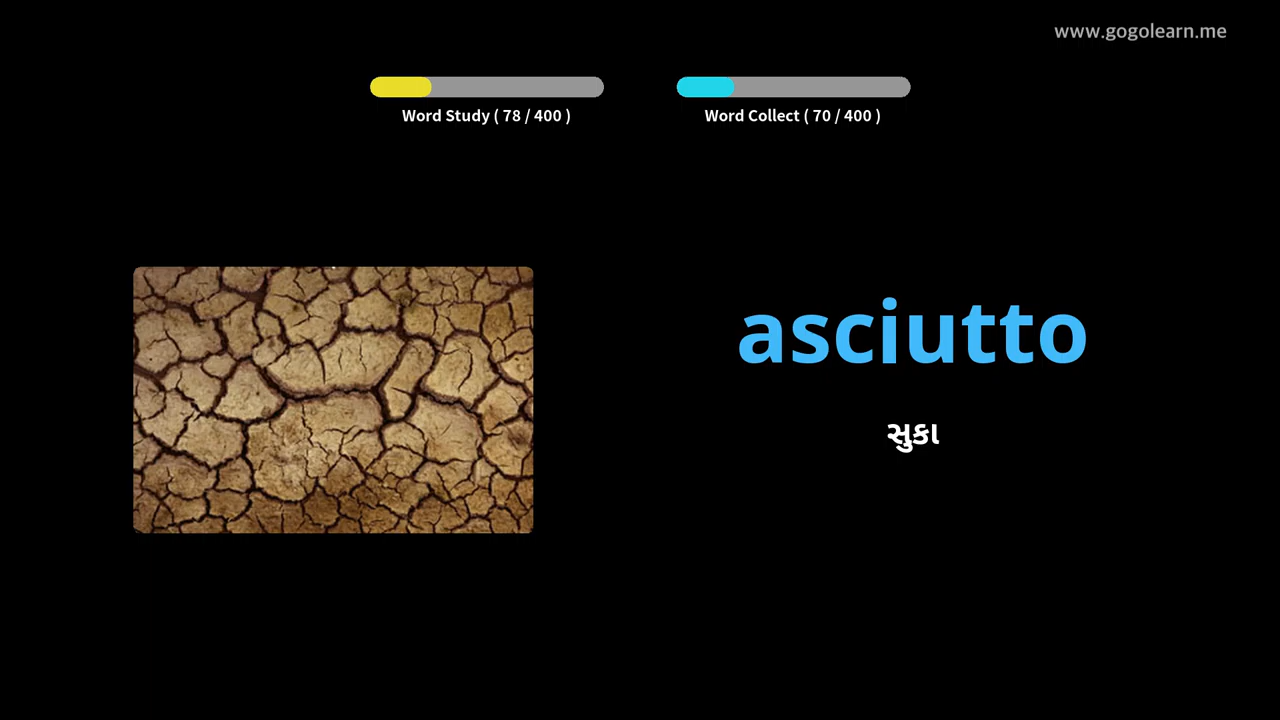 www.gogolearn.me
Word Study ( 78 / 400 )
Word Collect ( 70 / 400 )
asciutto
સુકા